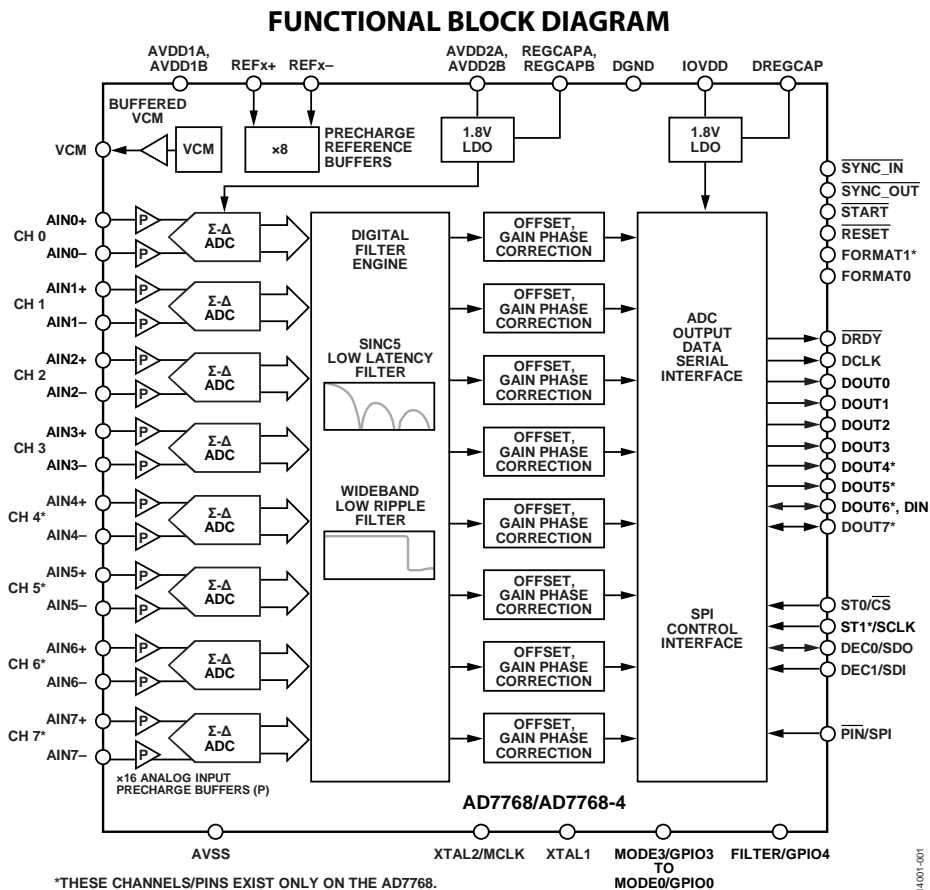 FUNCTIONAL BLOCK DIAGRAM
AVDD1A,
AVDD1B
REFx+
REFx–
AVDD2A,
AVDD2B
REGCAPA,
REGCAPB
DGND
IOVDD
DREGCAP
BUFFERED
VCM
VCM
VCM
×8
PRECHARGE
REFERENCE
BUFFERS
1.8V
LDO
1.8V
LDO
SYNC_IN
SYNC_OUT
START
RESET
FORMAT1*
FORMAT0
CH 0
AIN0+
AIN0–
P
P
Σ-Δ
ADC
CH 1
AIN1+
AIN1–
P
P
Σ-Δ
ADC
CH 2
AIN2+
AIN2–
P
P
Σ-Δ
ADC
CH 3
AIN3+
AIN3–
P
P
Σ-Δ
ADC
CH 4*
AIN4+
AIN4–
P
P
Σ-Δ
ADC
CH 5*
AIN5+
AIN5–
P
P
Σ-Δ
ADC
CH 6*
AIN6+
AIN6–
P
P
Σ-Δ
ADC
CH 7*
AIN7+
AIN7–
P
P
Σ-Δ
ADC
×16 ANALOG INPUT
PRECHARGE BUFFERS (P)
DIGITAL
FILTER
ENGINE
SINC5
LOW LATENCY
FILTER
WIDEBAND
LOW RIPPLE
FILTER
OFFSET,
GAIN PHASE
CORRECTION
OFFSET,
GAIN PHASE
CORRECTION
OFFSET,
GAIN PHASE
CORRECTION
OFFSET,
GAIN PHASE
CORRECTION
OFFSET,
GAIN PHASE
CORRECTION
OFFSET,
GAIN PHASE
CORRECTION
OFFSET,
GAIN PHASE
CORRECTION
OFFSET,
GAIN PHASE
CORRECTION
ADC
OUTPUT
DATA
SERIAL
INTERFACE
SPI
CONTROL
INTERFACE
DRDY
DCLK
DOUT0
DOUT1
DOUT2
DOUT3
DOUT4*
DOUT5*
DOUT6*, DIN
DOUT7*
ST0/CS
ST1*/SCLK
DEC0/SDO
DEC1/SDI
PIN/SPI
AD7768/AD7768-4
AVSS
XTAL2/MCLK
XTAL1
MODE3/GPIO3
TO
MODE0/GPIO0
FILTER/GPIO4
*THESE CHANNELS/PINS EXIST ONLY ON THE AD7768.